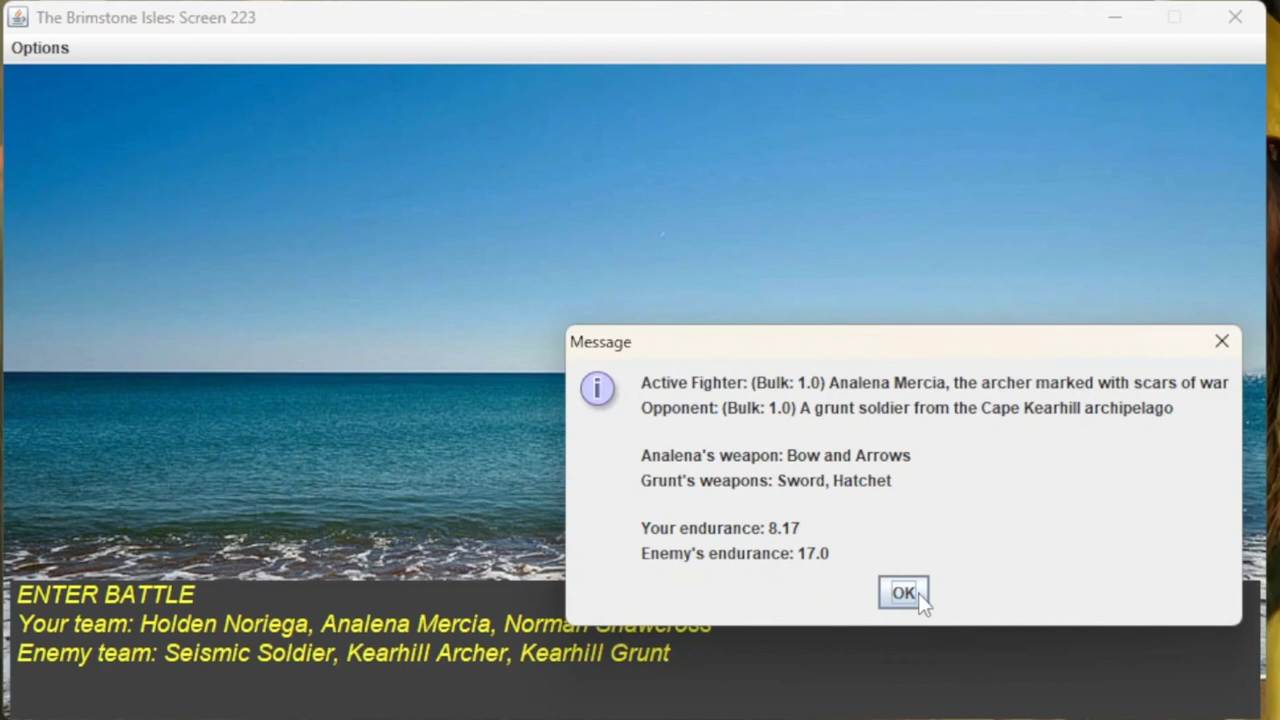 The Brimstone Isles: Screen 223
Options
Message
Active Fighter: (Bulk: 1.0) Analena Mercia, the archer marked with scars of war
Opponent: (Bulk: 1.0) A grunt soldier from the Cape Kearhill archipelago
Analena's weapon: Bow and Arrows
Grunt's weapons: Sword, Hatchet
Your endurance: 8.17
Enemy's endurance: 17.0
OK
ENTER BATTLE
Your team: Holden Noriega, Analena Mercia, Norman Shawcross
Enemy team: Seismic Soldier, Kearhill Archer, Kearhill Grunt